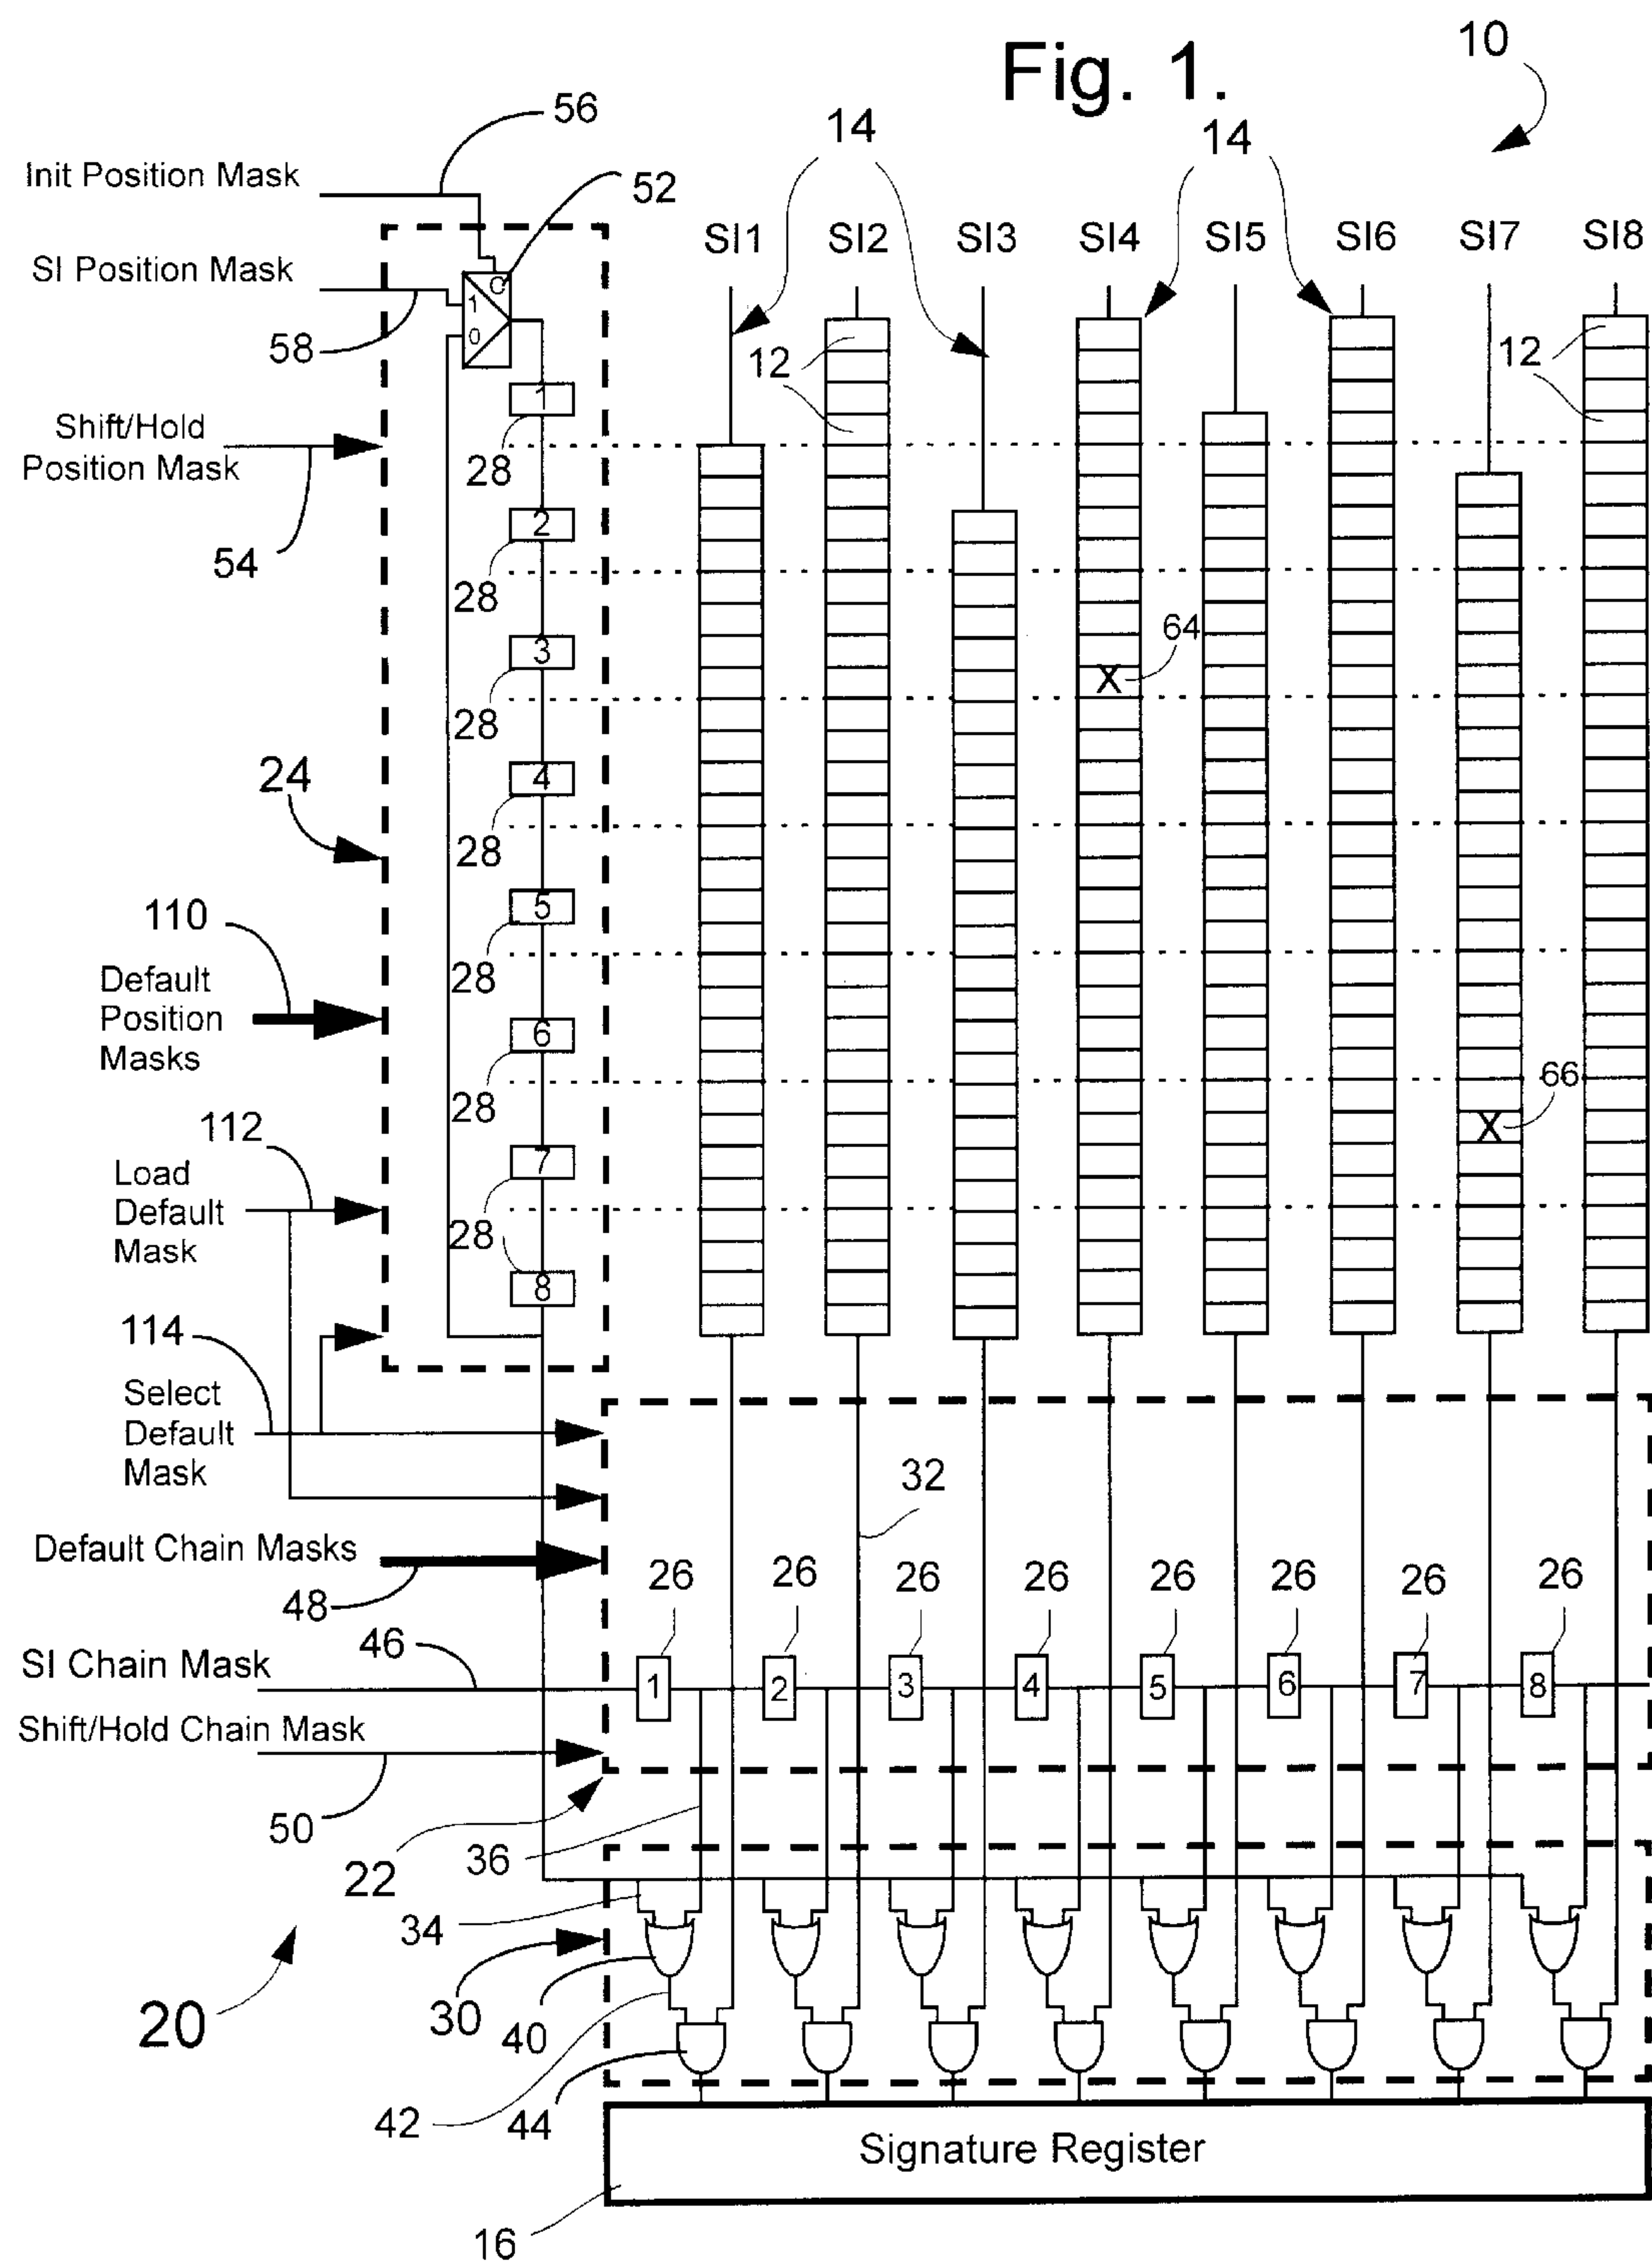 Fig. 1.
10
56
14
14
Init Position Mask
52
SI1 SI2 SI3 SI4 SI5 SI6 SI7 SI8
SI Position Mask
C
1
0
58
12
12
1
Shift/Hold
Position Mask
28
2
54
28
3
64
X
28
4
24
28
5
110
28
Default
Position
Masks
6
66
28
X
112
7
Load
Default
Mask
28
8
114
Select
Default
Mask
32
Default Chain Masks
48
26 26 26 26 26 26 26 26
46
SI Chain Mask
1 2 3 4 5 6 7 8
Shift/Hold Chain Mask
50
22
36
34
20
30
40
42
44
Signature Register
16